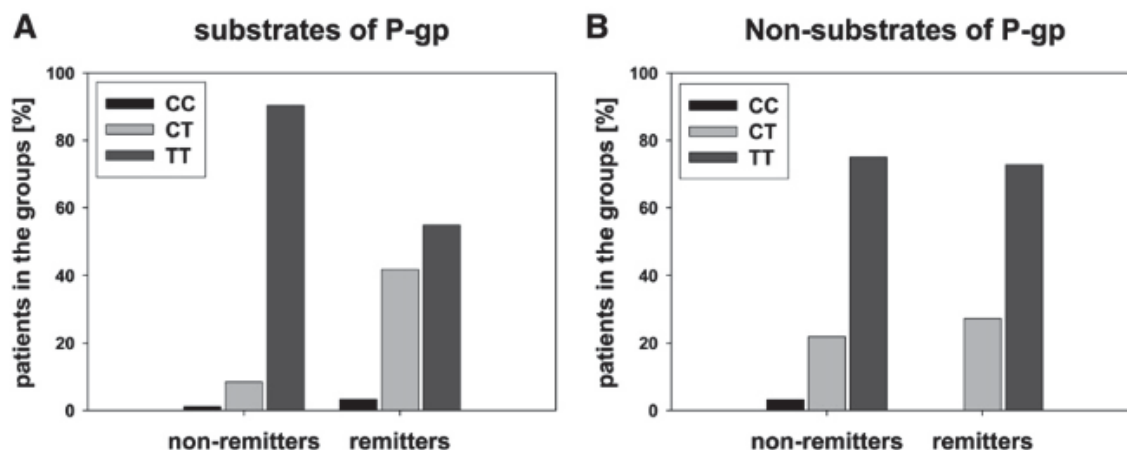 A substrates of P-gp
patients in the groups [%]
100
80
60
40
20
0
CC
CT
TT
non-remitters remitters
B Non-substrates of P-gp
patients in the groups [%]
100
80
60
40
20
0
CC
CT
TT
non-remitters remitters